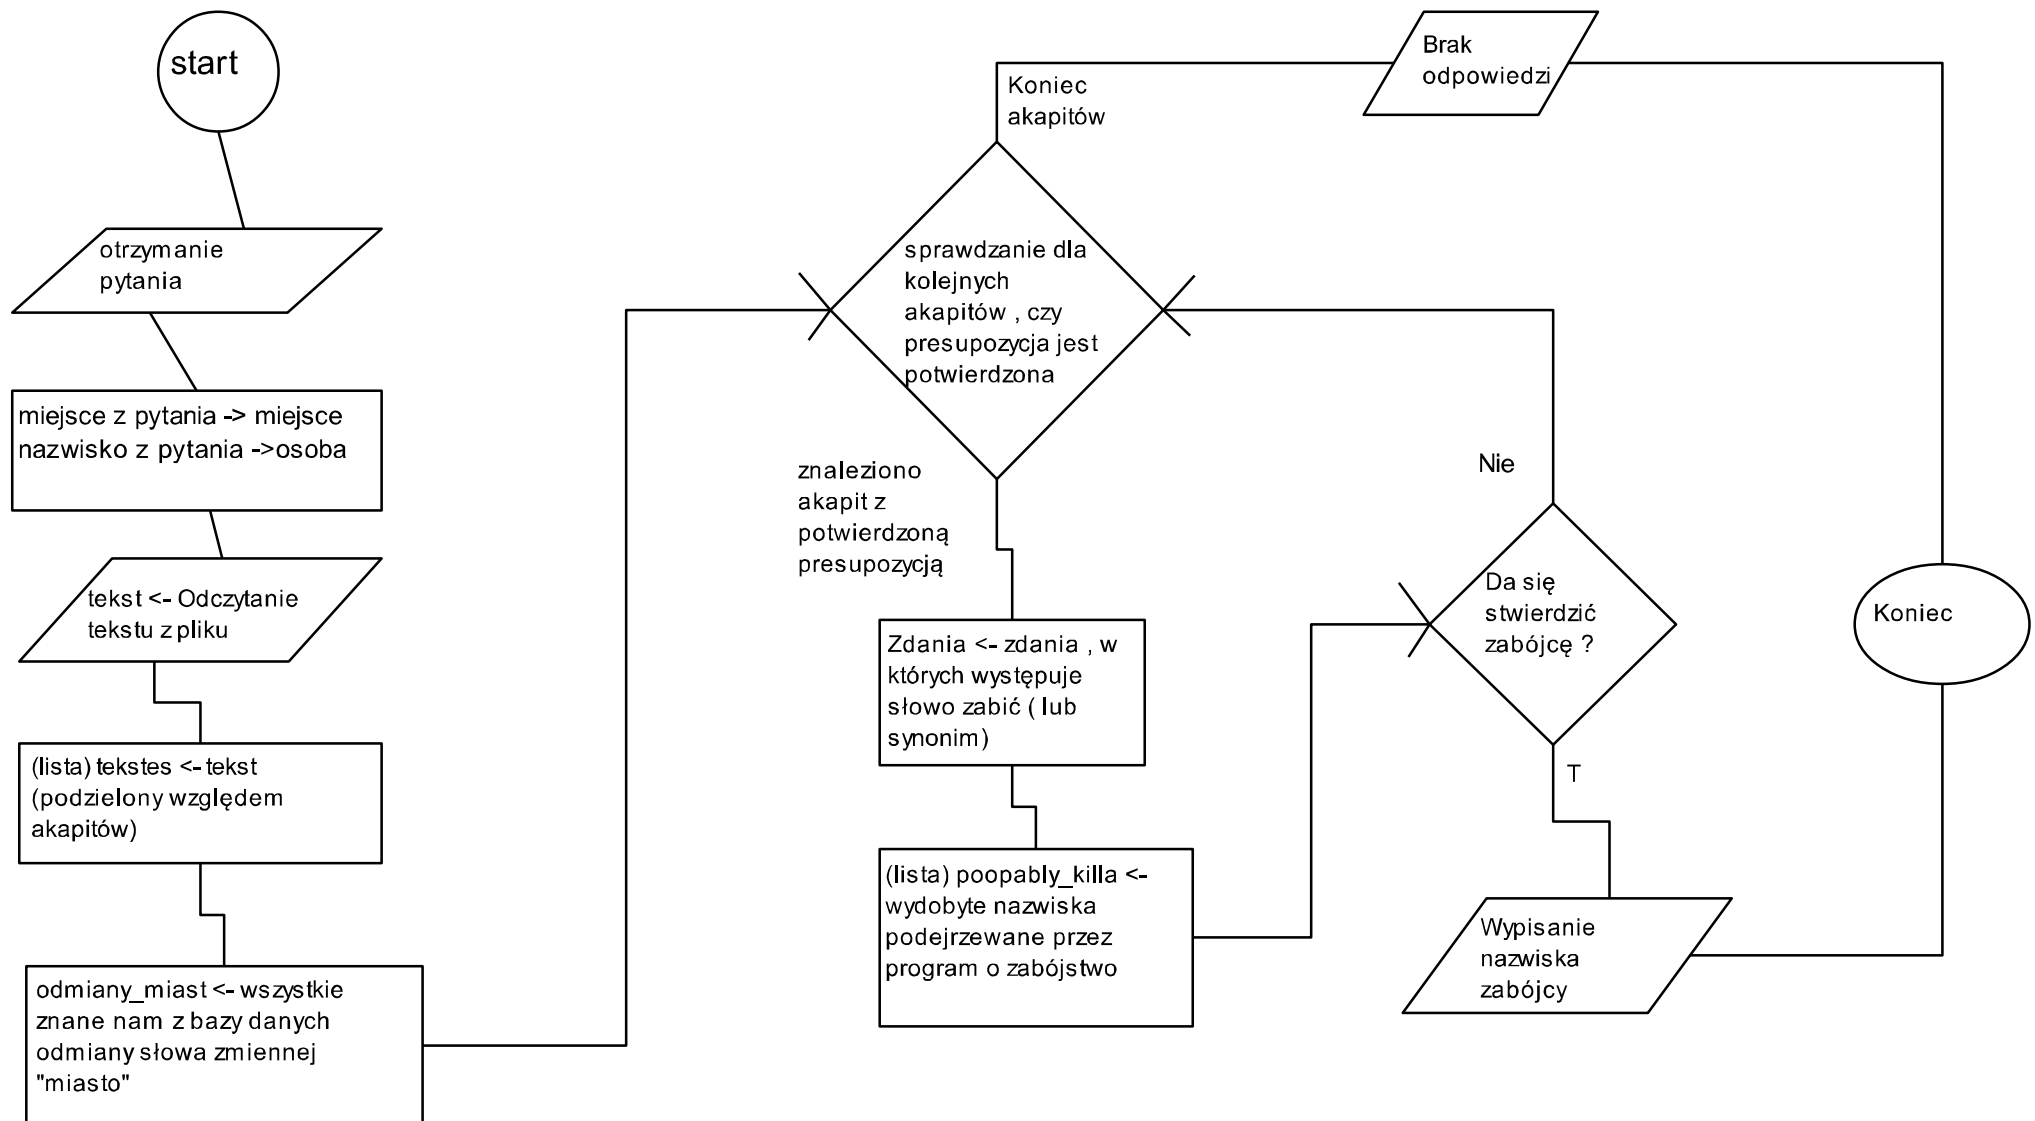 start
otrzymanie
pytania
miejsce z pytania -> miejsce
nazwisko z pytania ->osoba
tekst <- Odczytanie
tekstu z pliku
(lista) tekstes <- tekst
(podzielony względem
akapitów)
odmiany_miast <- wszystkie
znane nam z bazy danych
odmiany słowa zmiennej
"miasto"
Koniec
akapitów
sprawdzanie dla
kolejnych
akapitów , czy
presupozycja jest
potwierdzona
znaleziono
akapit z
potwierdzoną
presupozycją
Zdania <- zdania , w
których występuje
słowo zabić ( lub
synonim)
(lista) poopably_killa <-
wydobyte nazwiska
podejrzewane przez
program o zabójstwo
Brak
odpowiedzi
Nie
Da się
stwierdzić
zabójcę ?
T
Wypisanie
nazwiska
zabójcy
Koniec